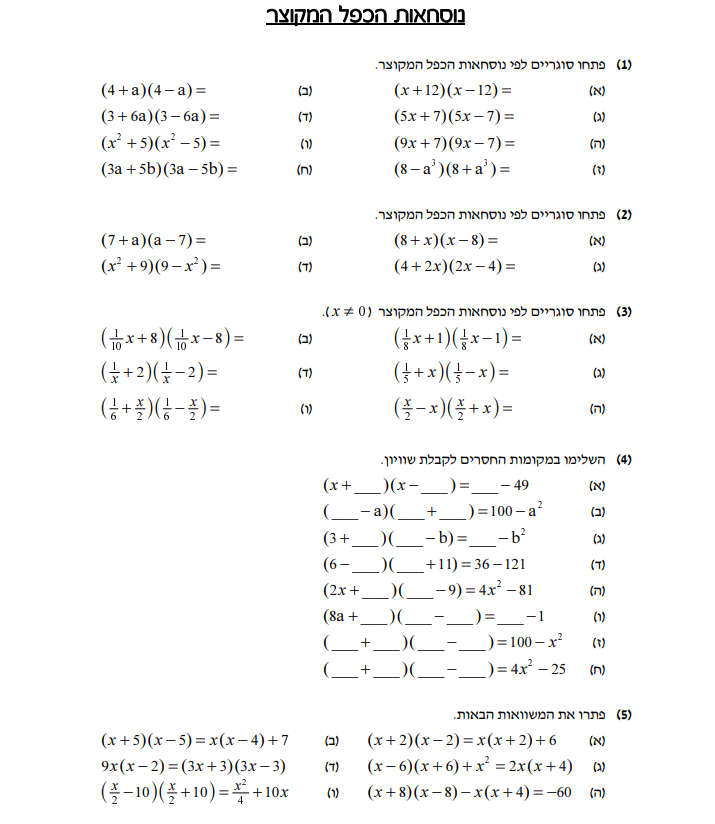 נוסחאות הכפל המקוצר
(1) פתחו סוגריים לפי נוסחאות הכפל המקוצר.
(א) (x+12)(x−12)= (ב) (4+a)(4−a)=
(ג) (5x+7)(5x−7)= (ד) (3+6a)(3−6a)=
(ה) (9x+7)(9x−7)= (ו) (x²+5)(x²−5)=
(ז) (8−a³)(8+a³)= (ח) (3a+5b)(3a−5b)=
(2) פתחו סוגריים לפי נוסחאות הכפל המקוצר.
(א) (8+x)(x−8)= (ב) (7+a)(a−7)=
(ג) (4+2x)(2x−4)= (ד) (x²+9)(9−x²)=
(3) פתחו סוגריים לפי נוסחאות הכפל המקוצר (x≠0).
(א) (1/8x+1)(1/8x−1)= (ב) (1/10x+8)(1/10x−8)=
(ג) (1/5+x)(1/5−x)= (ד) (1/x+2)(1/x−2)=
(ה) (x/2−x)(x/2+x)= (ו) (1/6+x/2)(1/6−x/2)=
(4) השלימו במקומות החסרים לקבלת שוויון.
(א) (x+___)(x−___)=___−49
(ב) (___−a)(___+___)=100−a²
(ג) (3+___)(___−b)=___−b²
(ד) (6−___)(___+11)=36−121
(ה) (2x+___)(___−9)=4x²−81
(ו) (8a+___)(___−___)=___−1
(ז) (___+___)(___−___)=100−x²
(ח) (___+___)(___−___)=4x²−25
(5) פתרו את המשוואות הבאות.
(א) (x+2)(x−2)=x(x+2)+6 (ב) (x+5)(x−5)=x(x−4)+7
(ג) (x−6)(x+6)+x²=2x(x+4) (ד) 9x(x−2)=(3x+3)(3x−3)
(ה) (x+8)(x−8)−x(x+4)=−60 (ו) (x/2−10)(x/2+10)=x²/4+10x